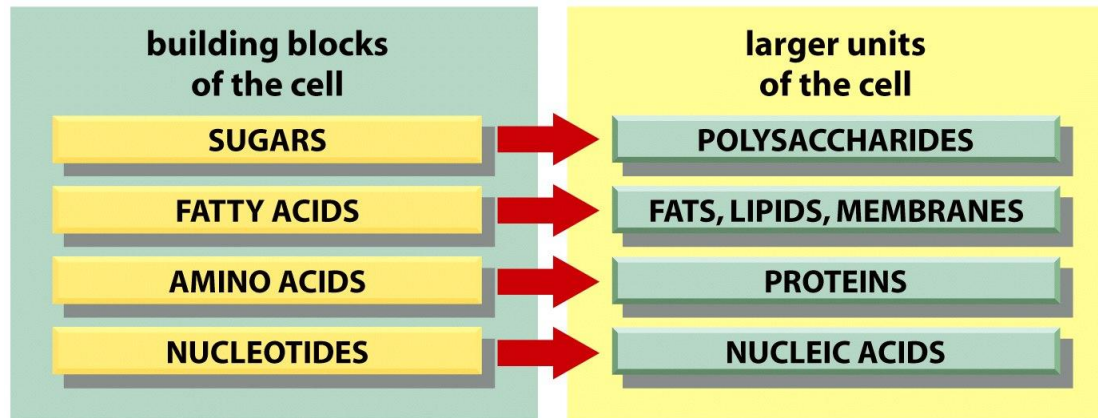 building blocks
of the cell
SUGARS
FATTY ACIDS
AMINO ACIDS
NUCLEOTIDES
larger units
of the cell
POLYSACCHARIDES
FATS, LIPIDS, MEMBRANES
PROTEINS
NUCLEIC ACIDS